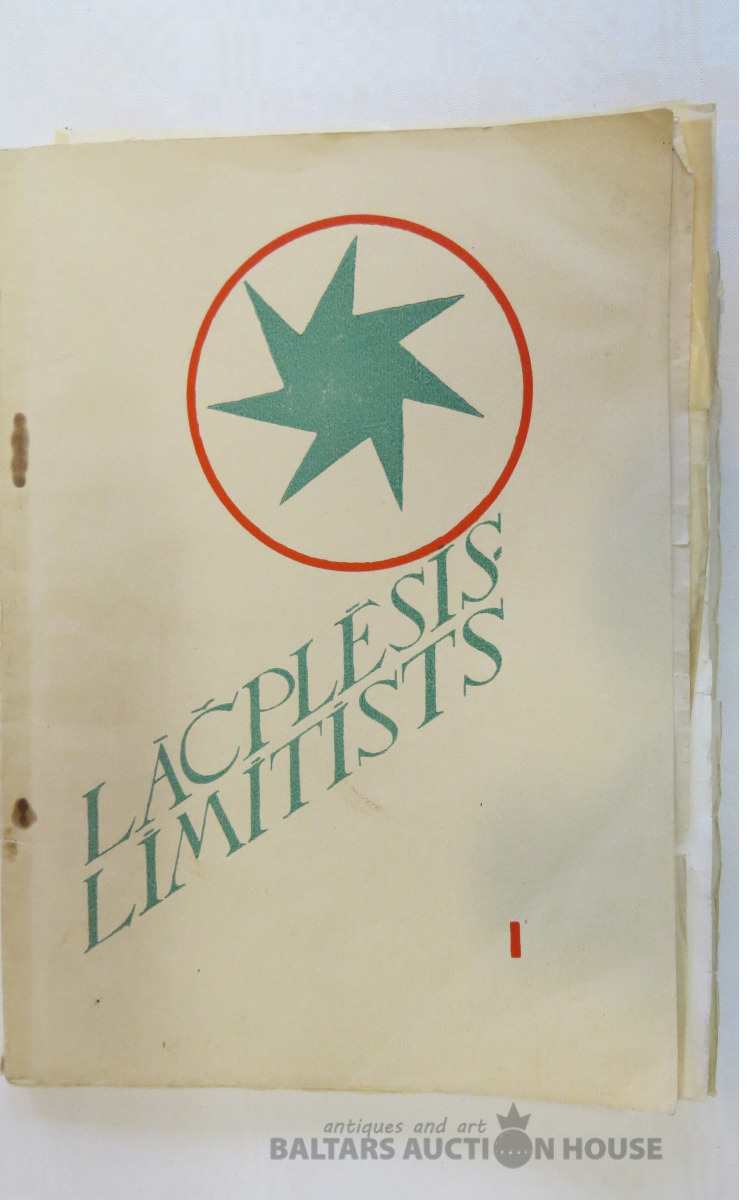 LĀČPLĒSIS-
LIMITISTS
I
antiques and art
BALTARS AUCTION HOUSE